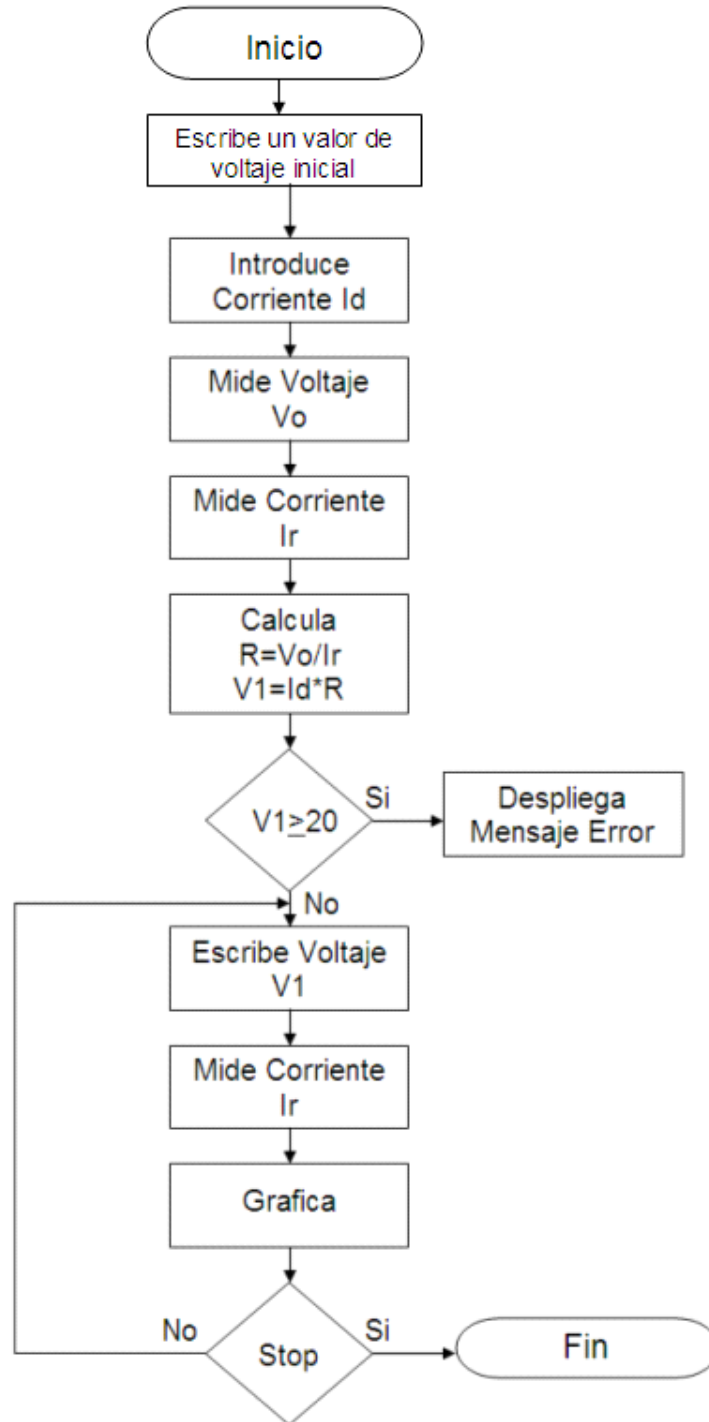 Inicio
Escribe un valor de
voltaje inicial
Introduce
Corriente Id
Mide Voltaje
Vo
Mide Corriente
Ir
Calcula
R=Vo/Ir
V1=Id*R
V1≥20
Si
Despliega
Mensaje Error
No
Escribe Voltaje
V1
Mide Corriente
Ir
Grafica
No
Stop
Si
Fin